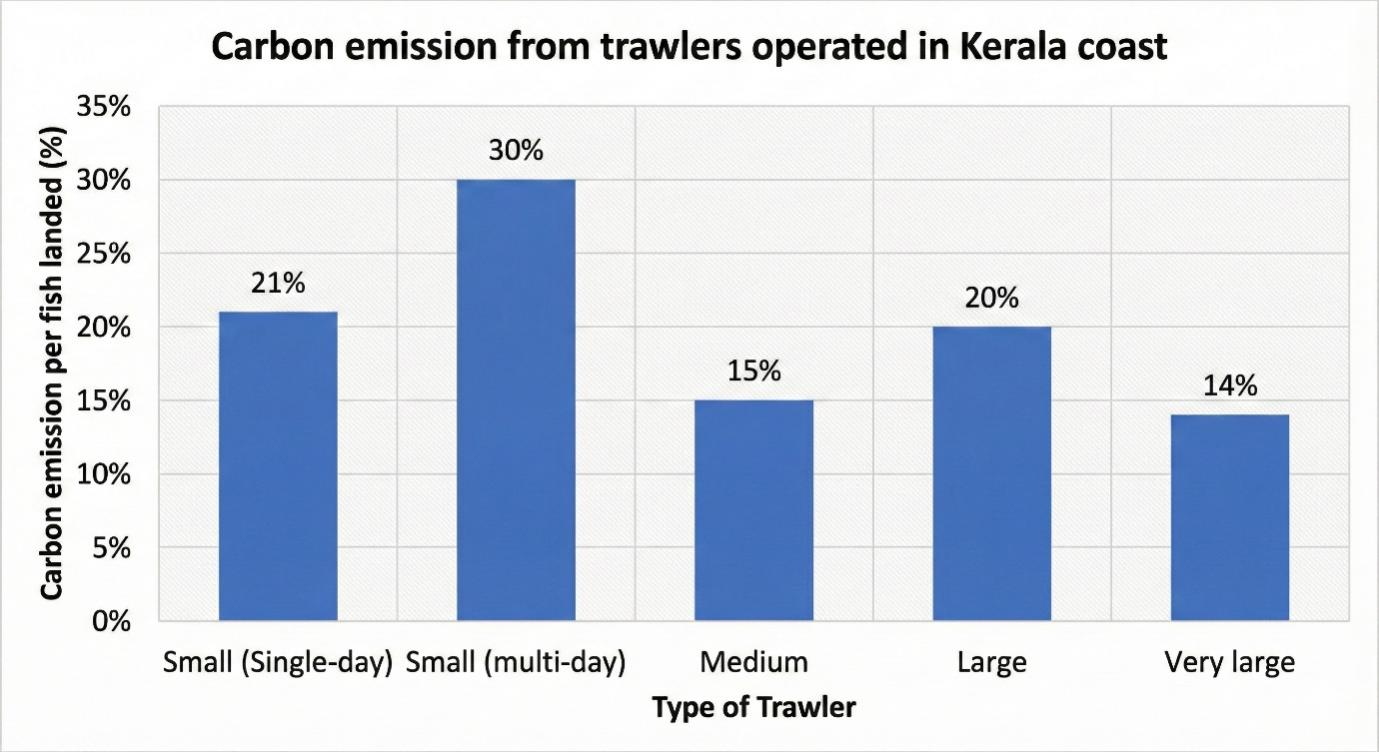 Carbon emission from trawlers operated in Kerala coast
Carbon emission per fish landed (%)
35%
30%
25%
20%
15%
10%
5%
0%
21%
30%
15%
20%
14%
Small (Single-day)
Small (multi-day)
Medium
Large
Very large
Type of Trawler